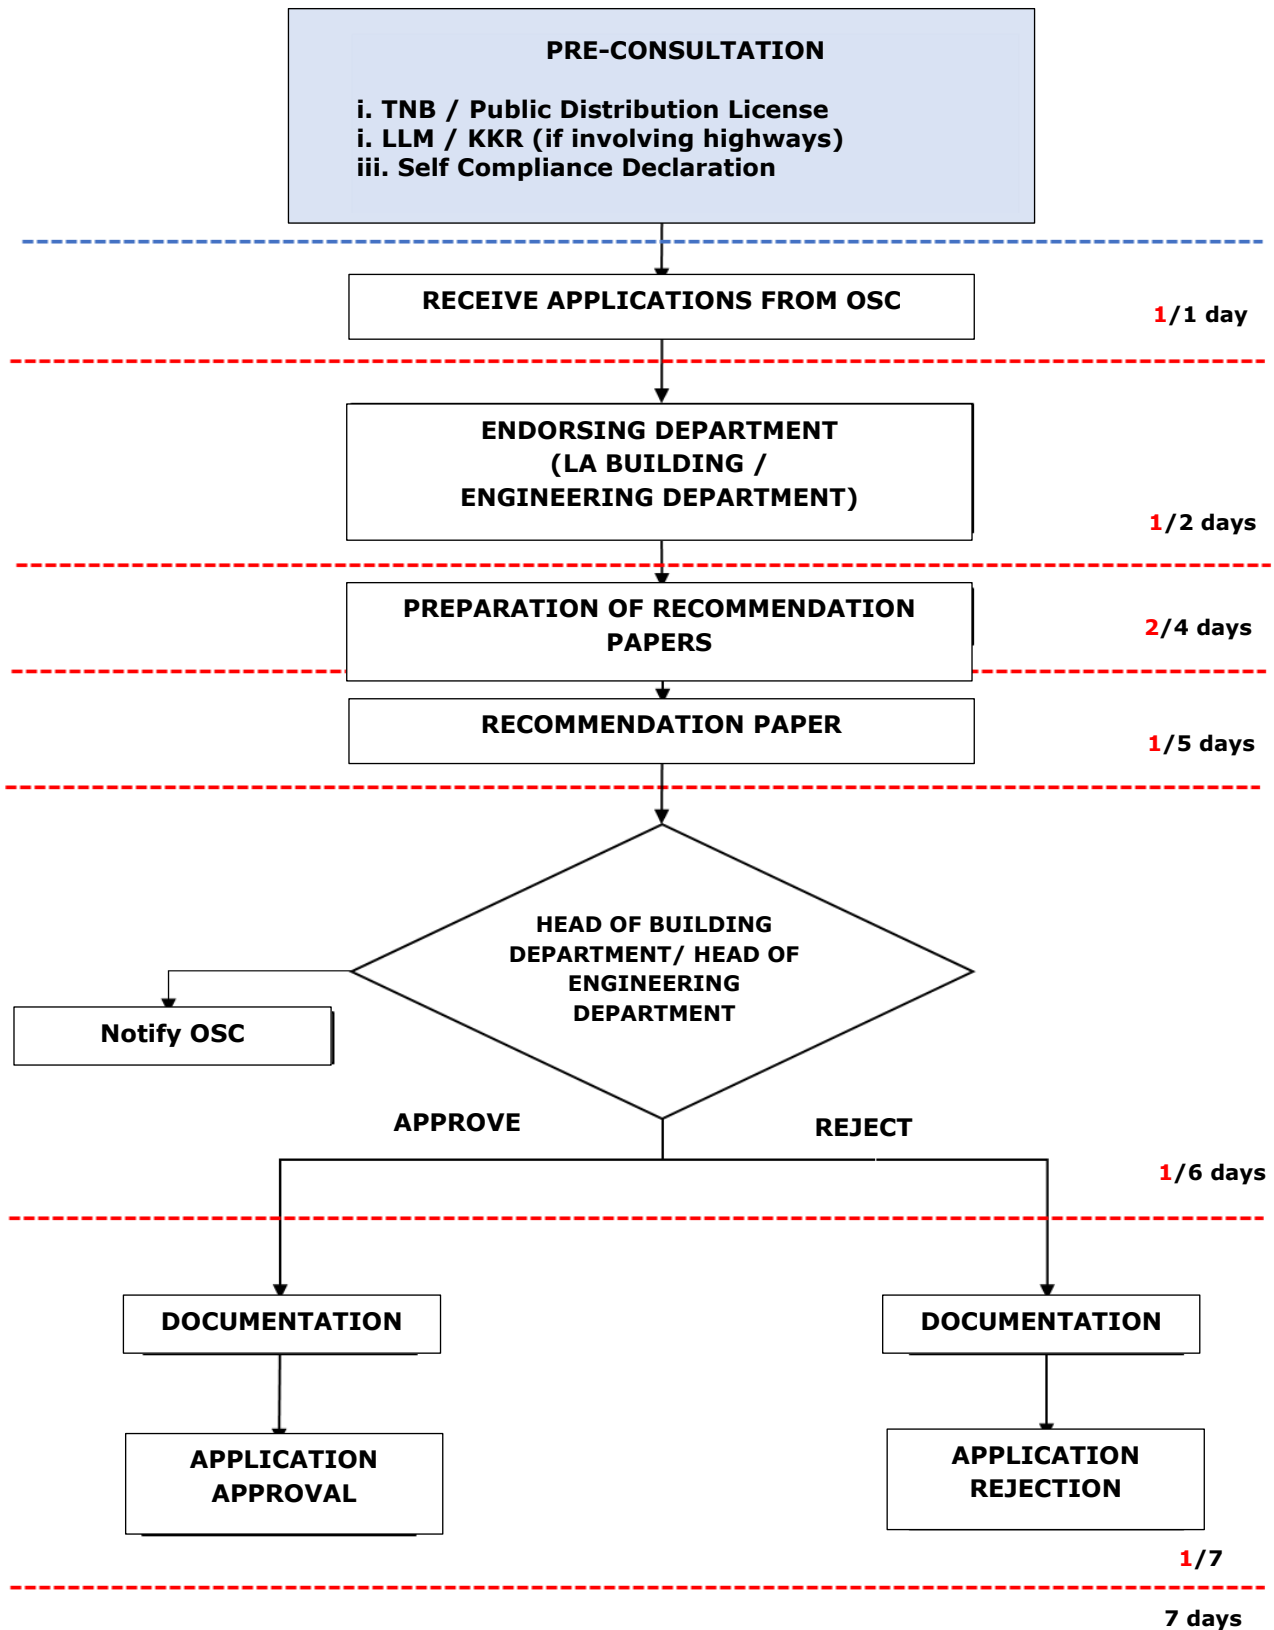 PRE-CONSULTATION
i. TNB / Public Distribution License
i. LLM / KKR (if involving highways)
iii. Self Compliance Declaration
RECEIVE APPLICATIONS FROM OSC
1/1 day
ENDORSING DEPARTMENT
(LA BUILDING /
ENGINEERING DEPARTMENT)
1/2 days
PREPARATION OF RECOMMENDATION
PAPERS
2/4 days
RECOMMENDATION PAPER
1/5 days
HEAD OF BUILDING
DEPARTMENT/ HEAD OF
ENGINEERING
DEPARTMENT
Notify OSC
APPROVE
REJECT
1/6 days
DOCUMENTATION
DOCUMENTATION
APPLICATION
APPROVAL
APPLICATION
REJECTION
1/7
7 days